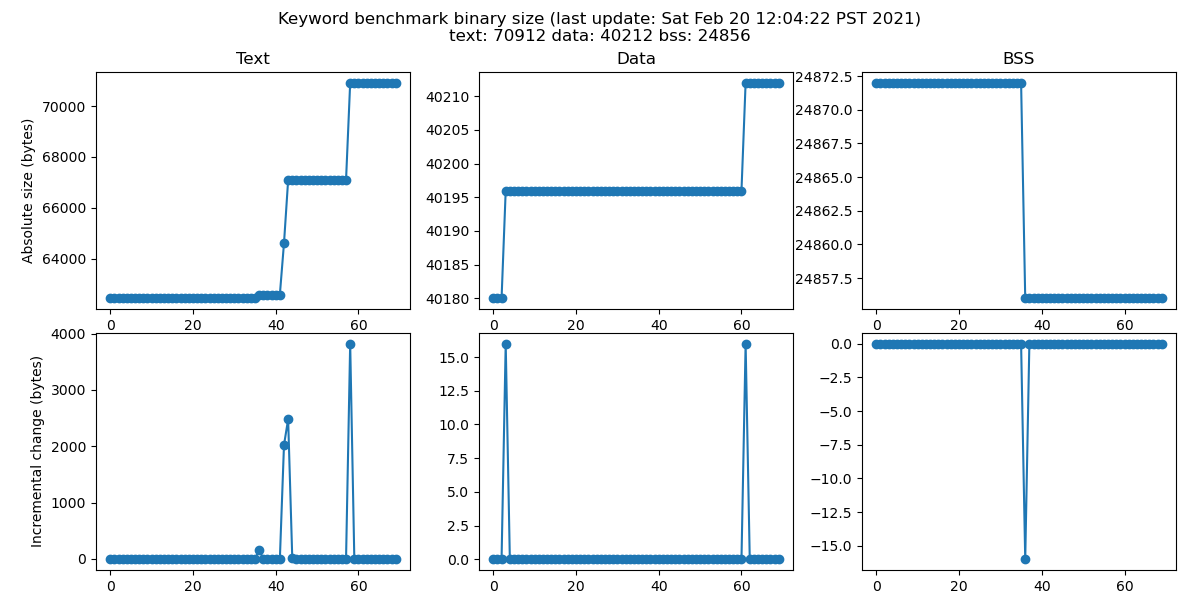 Keyword benchmark binary size (last update: Sat Feb 20 12:04:22 PST 2021)
text: 70912 data: 40212 bss: 24856
Text
Absolute size (bytes)
70000
68000
66000
64000
0 20 40 60
Data
40210
40205
40200
40195
40190
40185
40180
0 20 40 60
BSS
24872.5
24870.0
24867.5
24865.0
24862.5
24860.0
24857.5
0 20 40 60
Incremental change (bytes)
4000
3000
2000
1000
0
0 20 40 60
15.0
12.5
10.0
7.5
5.0
2.5
0.0
0 20 40 60
0.0
−2.5
−5.0
−7.5
−10.0
−12.5
−15.0
0 20 40 60